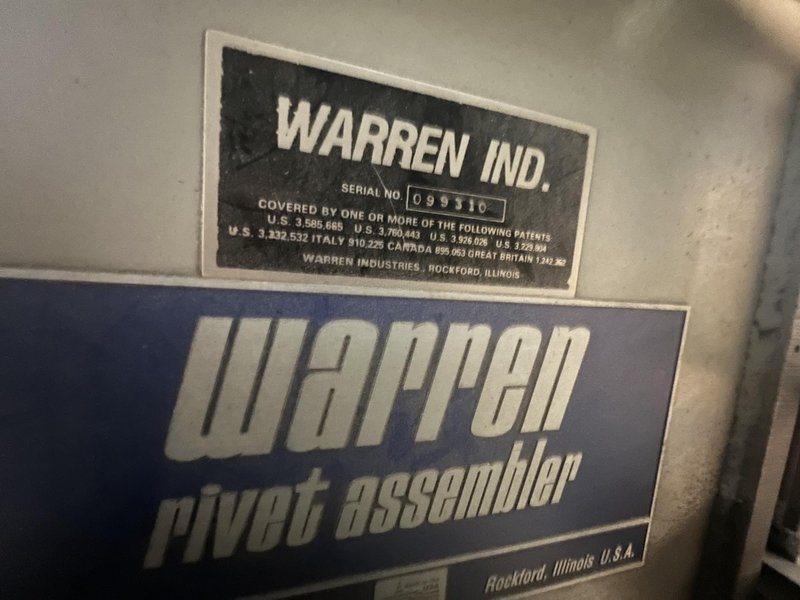 WARREN IND.
SERIAL NO. 099310
COVERED BY ONE OR MORE OF THE FOLLOWING PATENTS
U.S. 3,585,665 U.S. 3,760,443 U.S. 3,926,026 U.S. 3,229,804
U.S. 3,232,532 ITALY 910,225 CANADA 895,053 GREAT BRITAIN 1,242,362
WARREN INDUSTRIES, ROCKFORD, ILLINOIS
warren
rivet assembler
Rockford, Illinois U.S.A.